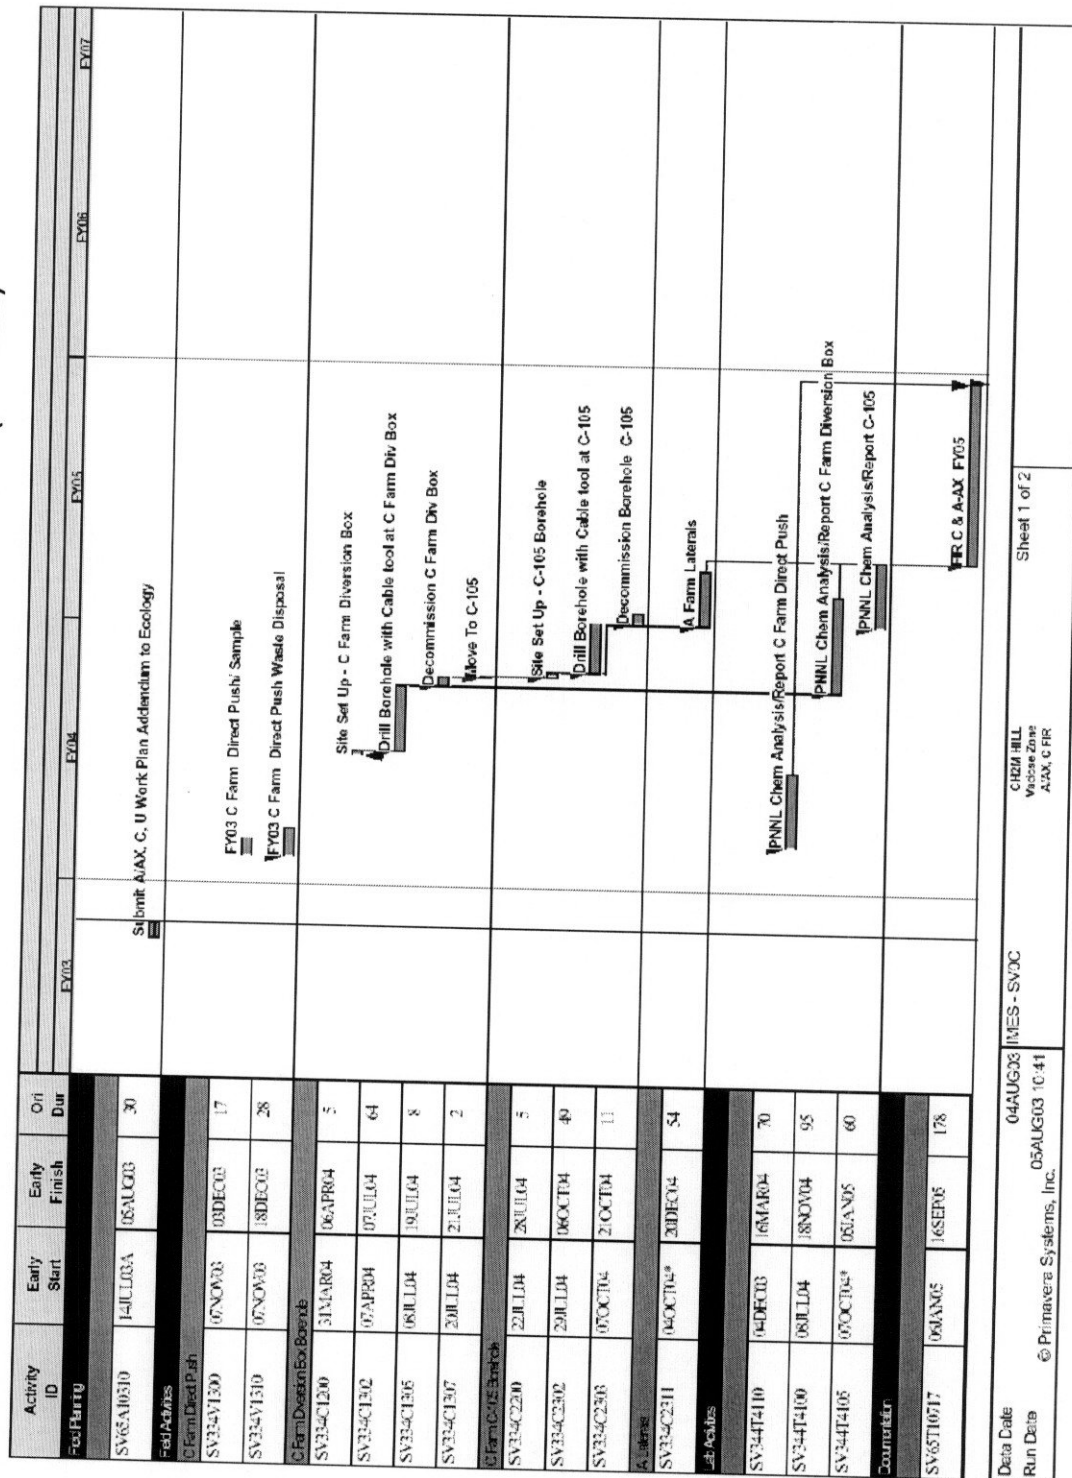 Activity ID Early Start Early Finish Ori Dur FY03 FY04 FY05 FY06 FY07
SV65A10310 14JUL03A 05AUG03 30 Submit A/AX, C, U Work Plan Addendum to Ecology
Field Activities
C Farm Direct Push
SV334V1300 07NOV03 03DEC03 17 FY03 C Farm Direct Push/ Sample
SV334V1310 07NOV03 18DEC03 28 FY03 C Farm Direct Push Waste Disposal
C Farm Diversion Box Borehole
SV334C1200 31MAR04 06APR04 5 Site Set Up - C Farm Diversion Box
SV334C1302 07APR04 07JUL04 64 Drill Borehole with Cable tool at C Farm Div Box
SV334C1305 08JUL04 19JUL04 8 Decommission C Farm Div Box
SV334C1307 20JUL04 21JUL04 2 Move To C-105
C Farm C-105 Borehole
SV334C2200 22JUL04 28JUL04 5 Site Set Up - C-105 Borehole
SV334C2302 29JUL04 06OCT04 49 Drill Borehole with Cable tool at C-105
SV334C2303 07OCT04 21OCT04 11 Decommission Borehole C-105
A Laterals
SV334C2311 04OCT04* 20DEC04 54 A Farm Laterals
Lab Activities
SV344T4110 04DEC03 16MAR04 70 PNNL Chem Analysis/Report C Farm Direct Push
SV344T4100 08JUL04 18NOV04 95 PNNL Chem Analysis/Report C Farm Diversion Box
SV344T4105 07OCT04* 05JAN05 60 PNNL Chem Analysis/Report C-105
Documentation
SV65T10717 06JAN05 16SEP05 178 FIR C & A-AX FY05
Data Date 04AUG03 IMES - SVOC CH2M HILL Sheet 1 of 2
Run Date 05AUG03 10:41 Vadose Zone
© Primavera Systems, Inc. A/AX, C FIR